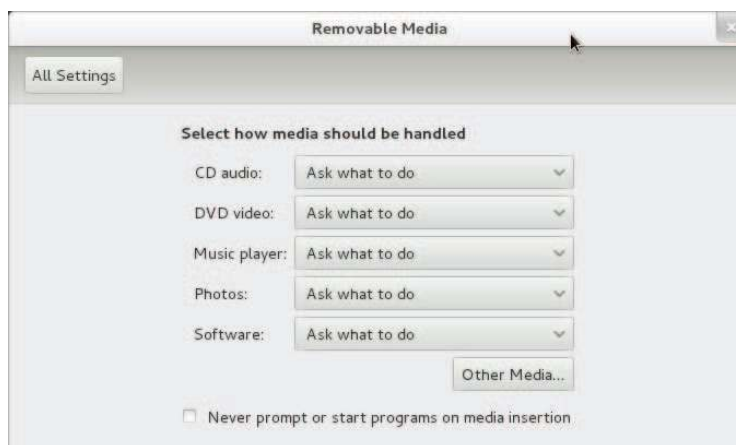 Removable Media
All Settings
Select how media should be handled
CD audio: Ask what to do
DVD video: Ask what to do
Music player: Ask what to do
Photos: Ask what to do
Software: Ask what to do
Other Media...
Never prompt or start programs on media insertion